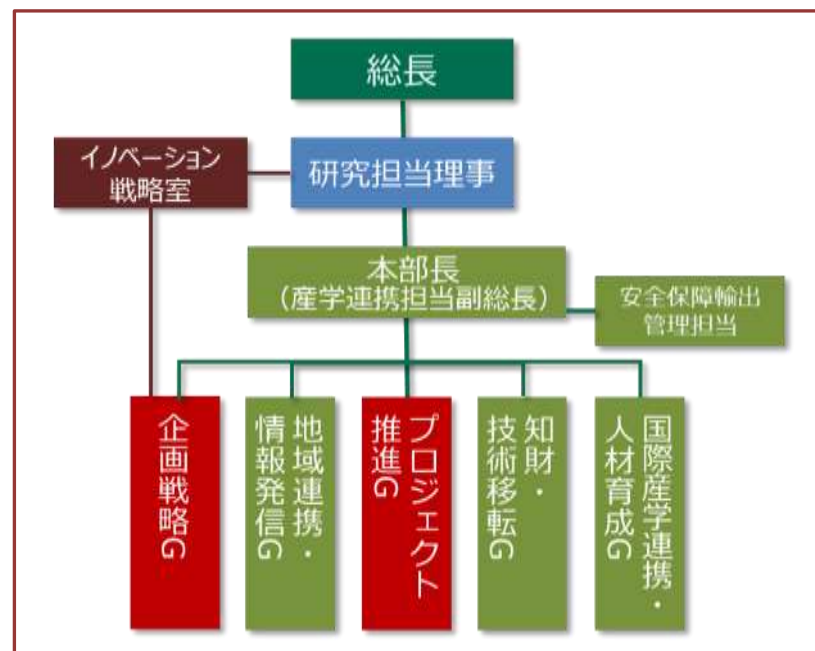 総長
イノベーション
戦略室
研究担当理事
本部長
（産学連携担当副総長）
安全保障輸出
管理担当
企画戦略G
地域連携・
情報発信G
プロジェクト
推進G
知財・
技術移転G
国際産学連携・
人材育成G